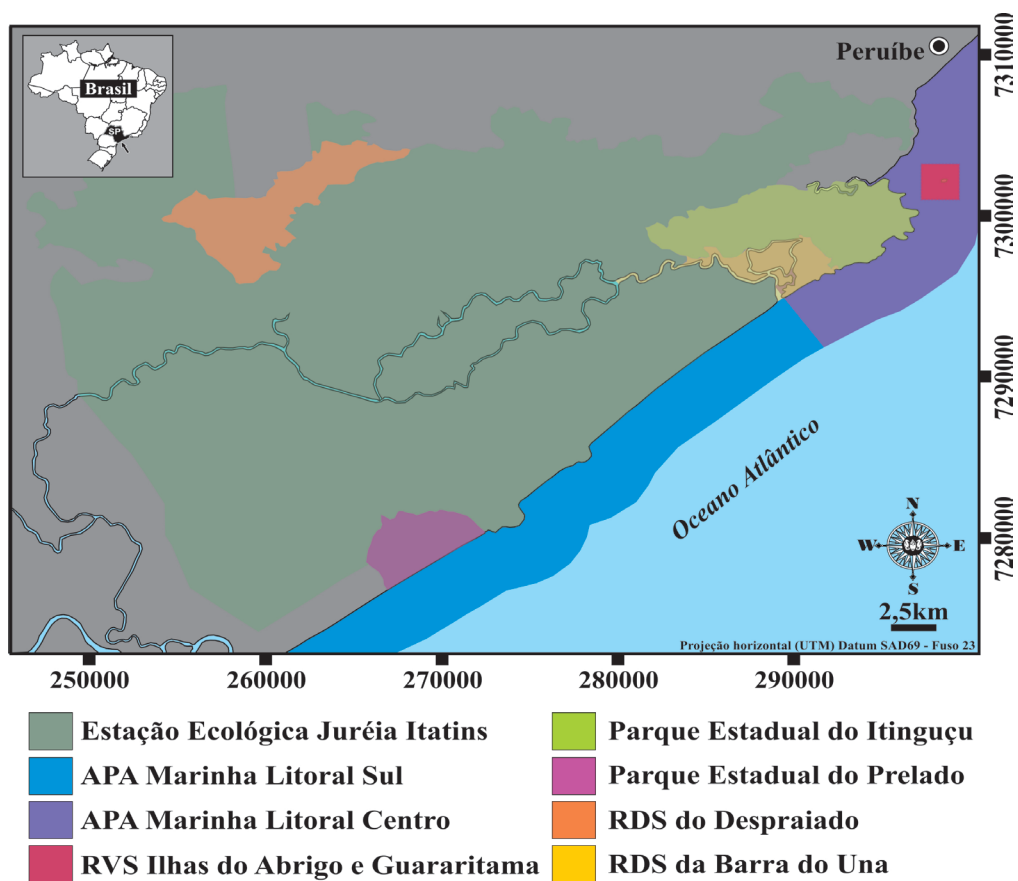 Brasil
SP
Peruíbe
Oceano Atlântico
N
W
E
S
2,5km
Projeção horizontal (UTM) Datum SAD69 - Fuso 23
7310000
7300000
7290000
7280000
250000
260000
270000
280000
290000
Estação Ecológica Juréia Itatins
APA Marinha Litoral Sul
APA Marinha Litoral Centro
RVS Ilhas do Abrigo e Guararitama
Parque Estadual do Itinguçu
Parque Estadual do Prelado
RDS do Despraiado
RDS da Barra do Una